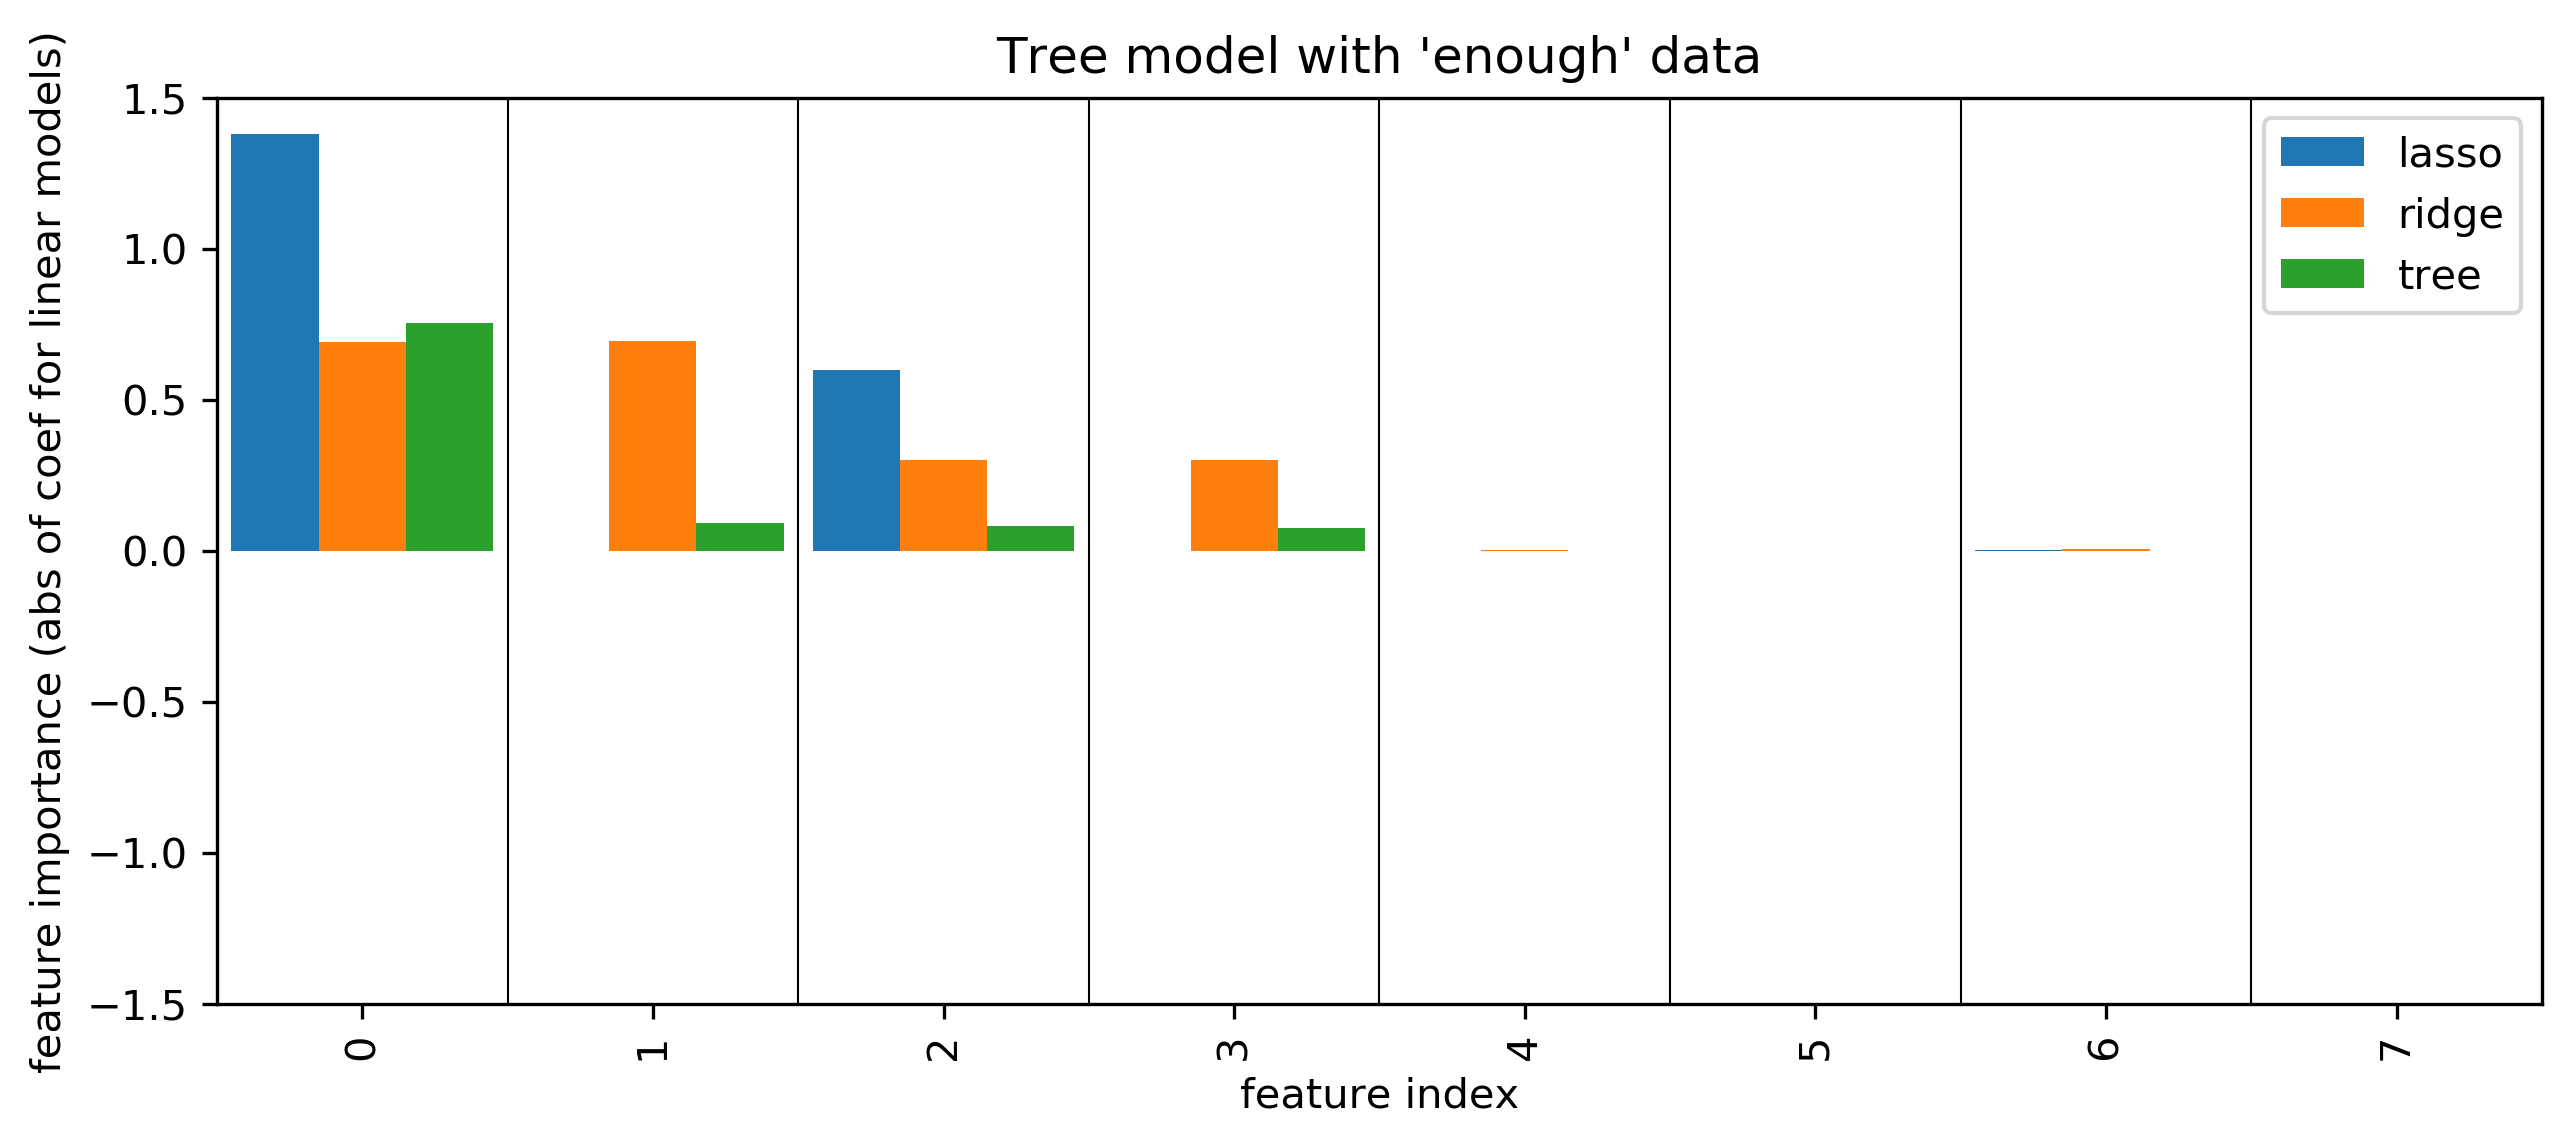 Tree model with 'enough' data
feature importance (abs of coef for linear models)
1.5
1.0
0.5
0.0
−0.5
−1.0
−1.5
lasso
ridge
tree
0
1
2
3
4
5
6
7
feature index